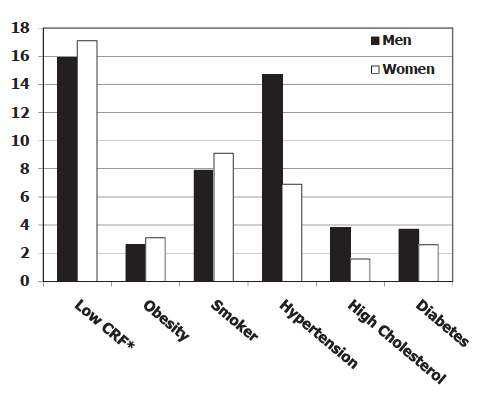 18
16
14
12
10
8
6
4
2
0
Men
Women
Low CRF*
Obesity
Smoker
Hypertension
High Cholesterol
Diabetes